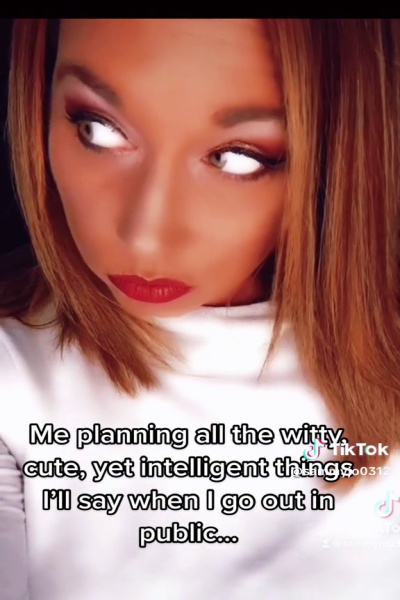 Me planning all the witty,
cute, yet intelligent things
I'll say when I go out in
public...
TikTok